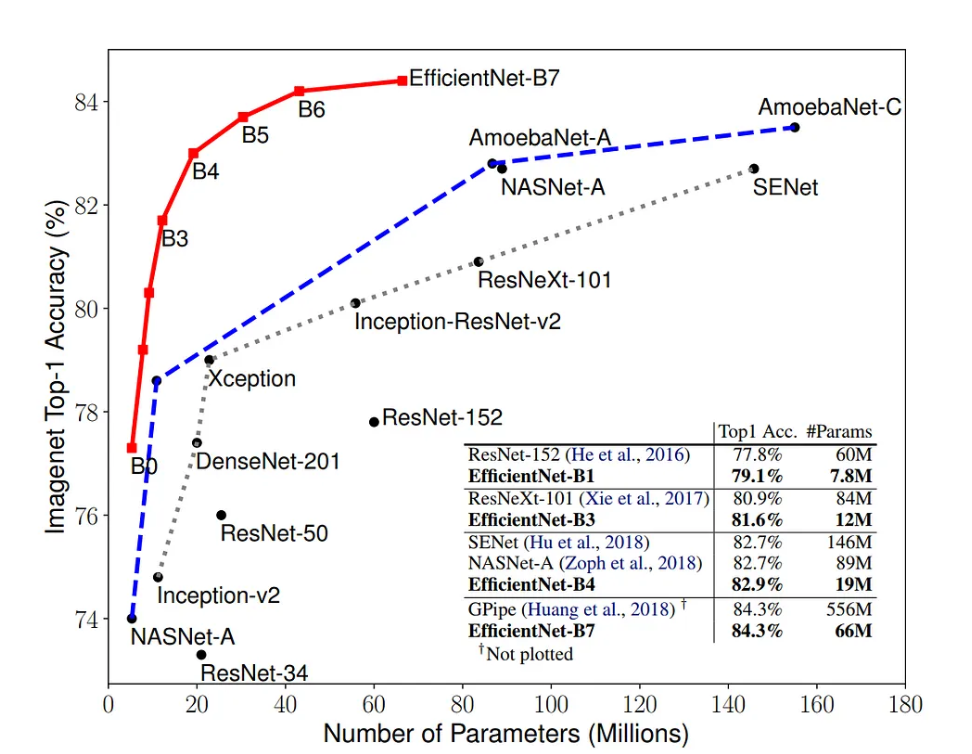 84
82
80
78
76
74
Imagenet Top-1 Accuracy (%)
EfficientNet-B7
B6
B5
B4
B3
B0
AmoebaNet-C
AmoebaNet-A
NASNet-A
SENet
ResNeXt-101
Inception-ResNet-v2
Xception
ResNet-152
DenseNet-201
ResNet-50
Inception-v2
NASNet-A
ResNet-34
Top1 Acc. #Params
ResNet-152 (He et al., 2016) 77.8% 60M
EfficientNet-B1 79.1% 7.8M
ResNeXt-101 (Xie et al., 2017) 80.9% 84M
EfficientNet-B3 81.6% 12M
SENet (Hu et al., 2018) 82.7% 146M
NASNet-A (Zoph et al., 2018) 82.7% 89M
EfficientNet-B4 82.9% 19M
GPipe (Huang et al., 2018) † 84.3% 556M
EfficientNet-B7 84.3% 66M
†Not plotted
0 20 40 60 80 100 120 140 160 180
Number of Parameters (Millions)